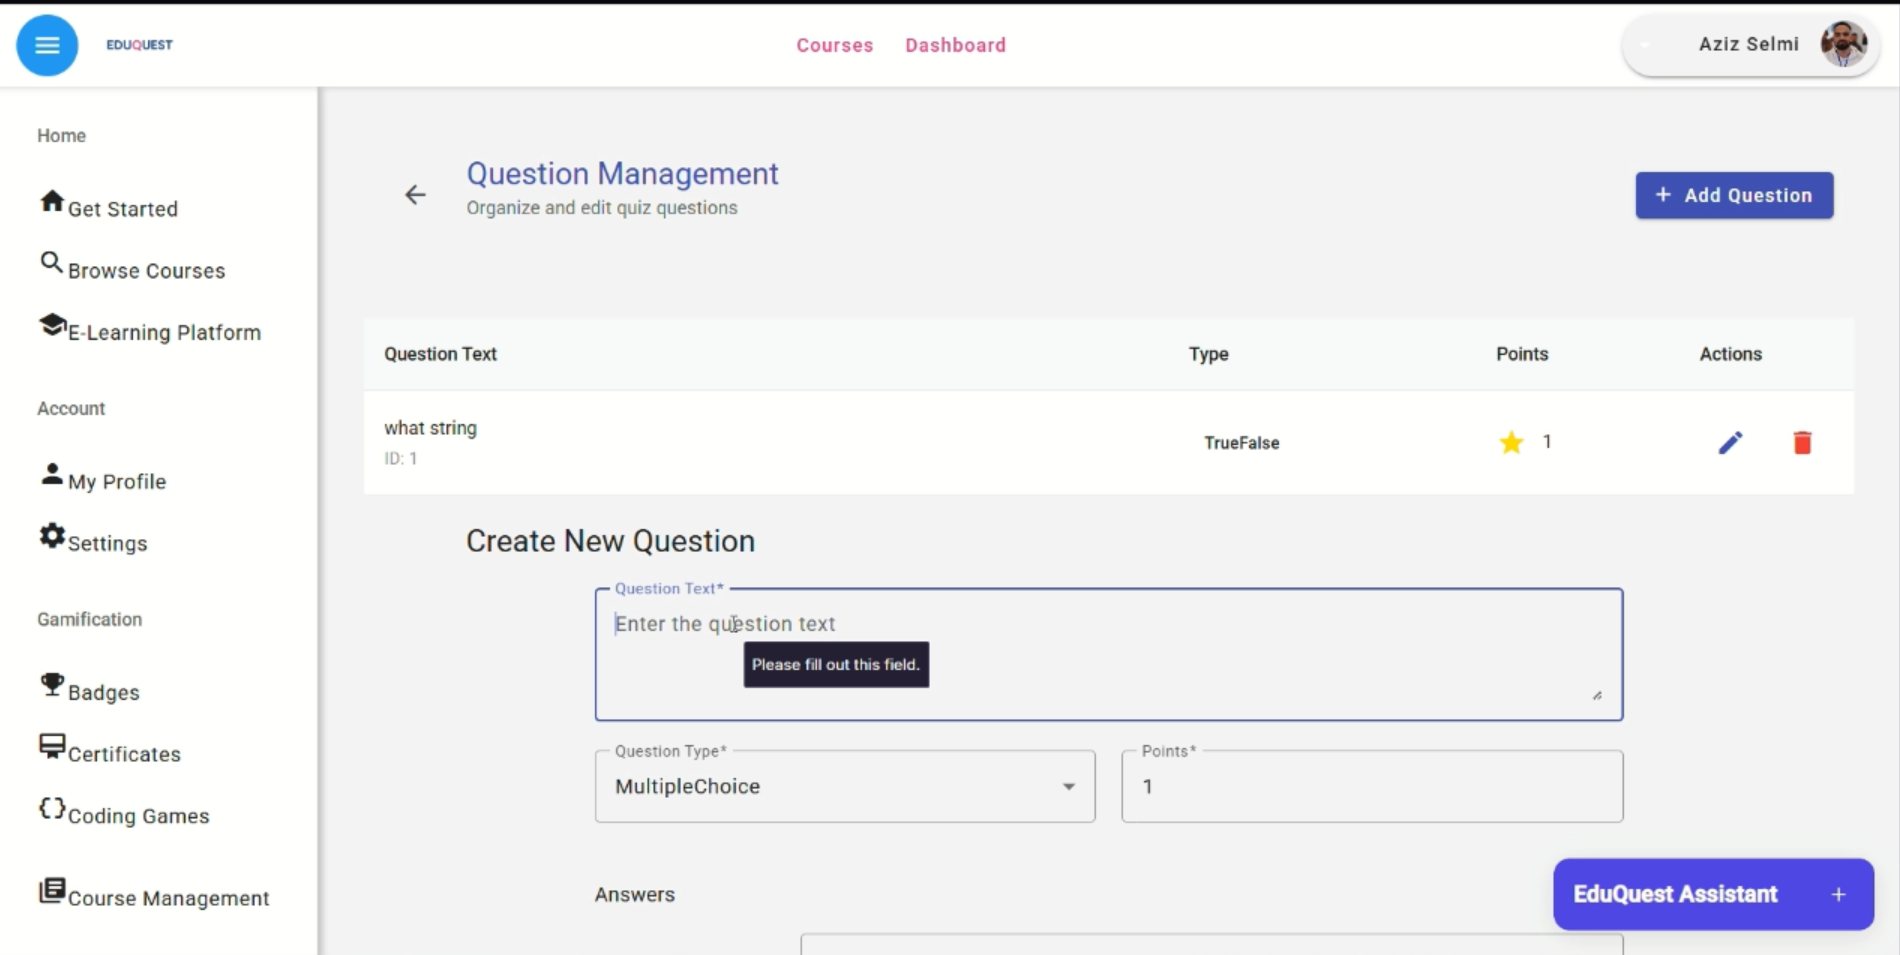 EDUQUEST
Courses Dashboard
Aziz Selmi
Home
Get Started
Browse Courses
E-Learning Platform
Account
My Profile
Settings
Gamification
Badges
Certificates
Coding Games
Course Management
Question Management
Organize and edit quiz questions
+ Add Question
Question Text Type Points Actions
what string
ID: 1
TrueFalse
1
Create New Question
Question Text*
Enter the question text
Please fill out this field.
Question Type*
MultipleChoice
Points*
1
Answers
EduQuest Assistant +